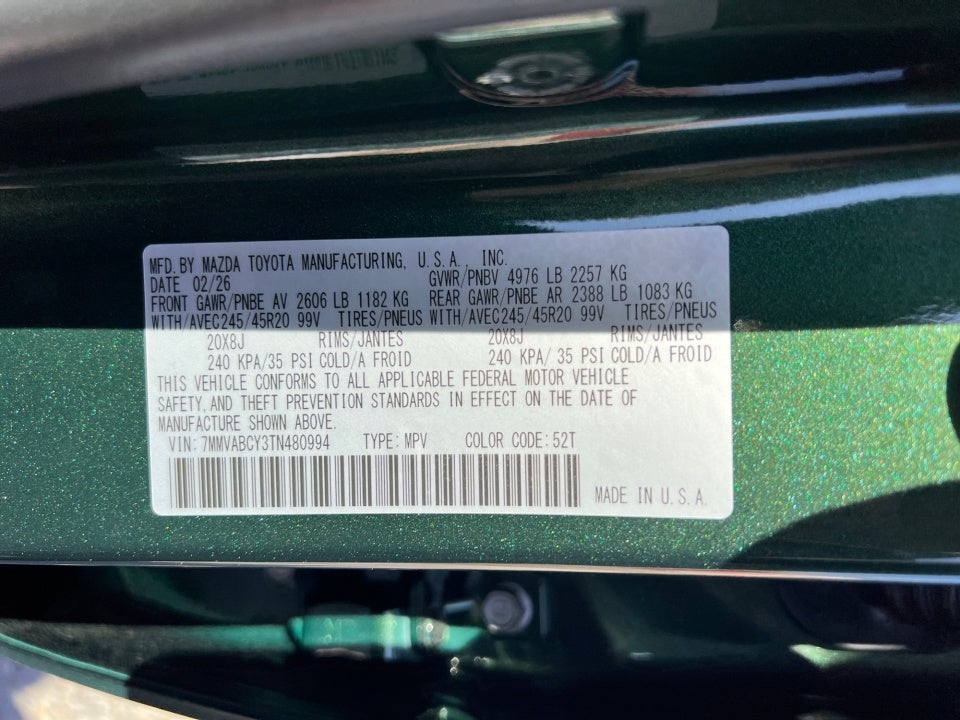 MFD. BY MAZDA TOYOTA MANUFACTURING, U.S.A., INC.
DATE 02/26 GVWR/PNBV 4976 LB 2257 KG
FRONT GAWR/PNBE AV 2606 LB 1182 KG REAR GAWR/PNBE AR 2388 LB 1083 KG
WITH/AVEC245/45R20 99V TIRES/PNEUS WITH/AVEC245/45R20 99V TIRES/PNEUS
20X8J RIMS/JANTES 20X8J RIMS/JANTES
240 KPA/35 PSI COLD/A FROID 240 KPA/ 35 PSI COLD/A FROID
THIS VEHICLE CONFORMS TO ALL APPLICABLE FEDERAL MOTOR VEHICLE
SAFETY, AND THEFT PREVENTION STANDARDS IN EFFECT ON THE DATE OF
MANUFACTURE SHOWN ABOVE.
VIN: 7MMVABCY3TN480994 TYPE: MPV COLOR CODE: 52T
MADE IN U.S.A.